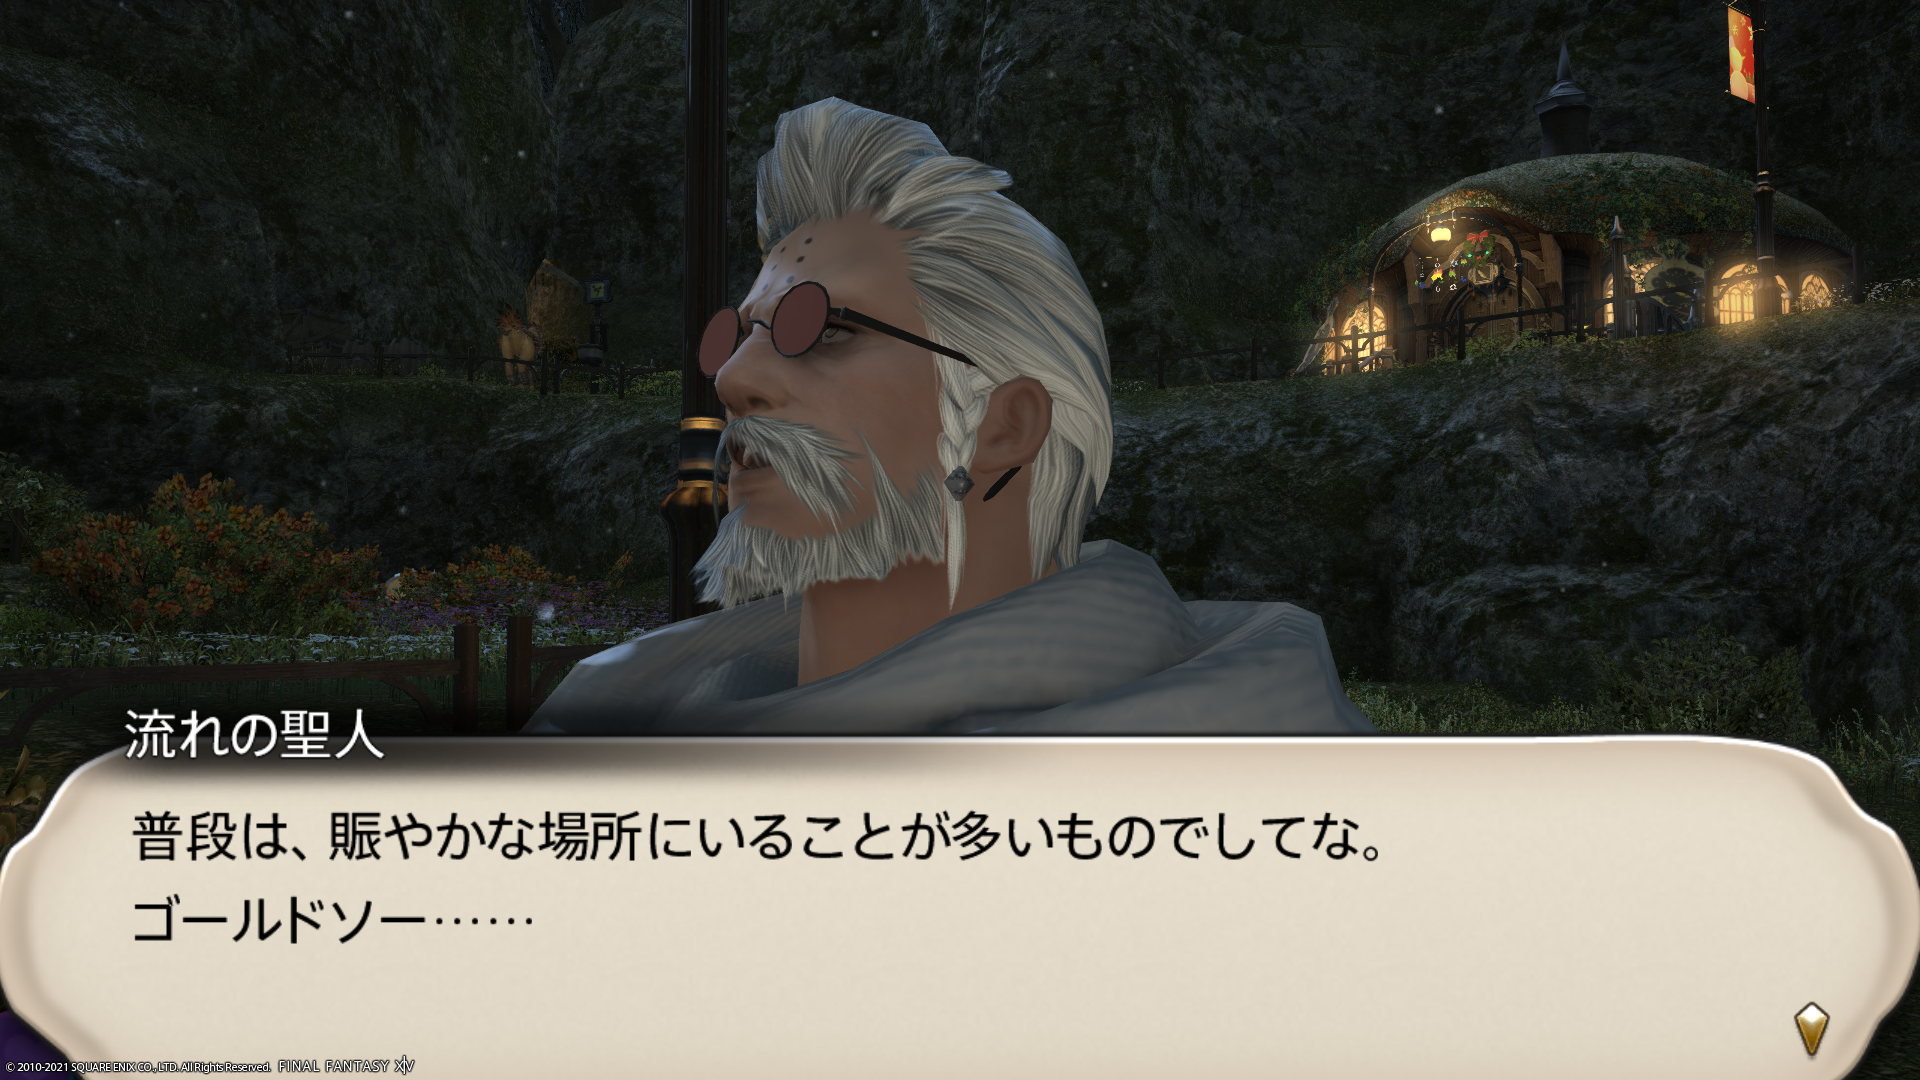 流れの聖人
普段は、賑やかな場所にいることが多いものでしてな。
ゴールドソー……
© 2010-2021 SQUARE ENIX CO., LTD. All Rights Reserved. FINAL FANTASY XIV